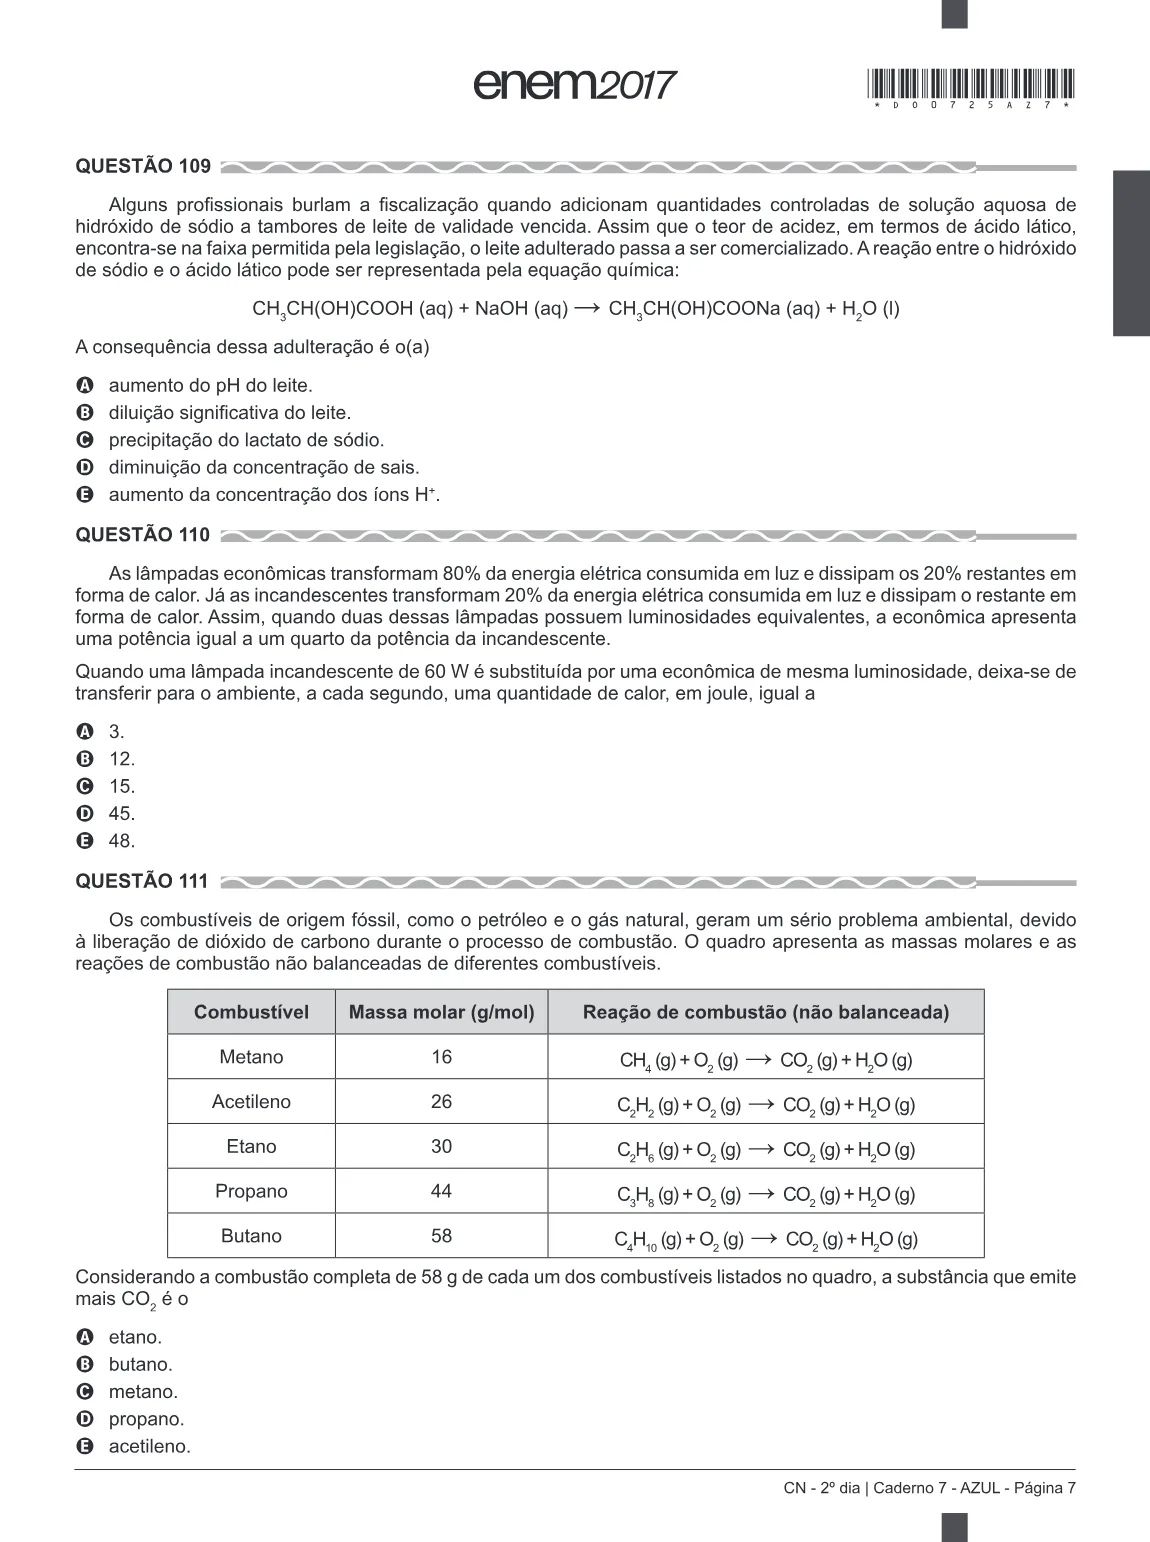 enem2017
* D O O 7 2 5 A Z 7 *
QUESTÃO 109
Alguns profissionais burlam a fiscalização quando adicionam quantidades controladas de solução aquosa de
hidróxido de sódio a tambores de leite de validade vencida. Assim que o teor de acidez, em termos de ácido lático,
encontra-se na faixa permitida pela legislação, o leite adulterado passa a ser comercializado. A reação entre o hidróxido
de sódio e o ácido lático pode ser representada pela equação química:
CH₃CH(OH)COOH (aq) + NaOH (aq) ⟶ CH₃CH(OH)COONa (aq) + H₂O (l)
A consequência dessa adulteração é o(a)
A aumento do pH do leite.
B diluição significativa do leite.
C precipitação do lactato de sódio.
D diminuição da concentração de sais.
E aumento da concentração dos íons H⁺.
QUESTÃO 110
As lâmpadas econômicas transformam 80% da energia elétrica consumida em luz e dissipam os 20% restantes em
forma de calor. Já as incandescentes transformam 20% da energia elétrica consumida em luz e dissipam o restante em
forma de calor. Assim, quando duas dessas lâmpadas possuem luminosidades equivalentes, a econômica apresenta
uma potência igual a um quarto da potência da incandescente.
Quando uma lâmpada incandescente de 60 W é substituída por uma econômica de mesma luminosidade, deixa-se de
transferir para o ambiente, a cada segundo, uma quantidade de calor, em joule, igual a
A 3.
B 12.
C 15.
D 45.
E 48.
QUESTÃO 111
Os combustíveis de origem fóssil, como o petróleo e o gás natural, geram um sério problema ambiental, devido
à liberação de dióxido de carbono durante o processo de combustão. O quadro apresenta as massas molares e as
reações de combustão não balanceadas de diferentes combustíveis.
Combustível Massa molar (g/mol) Reação de combustão (não balanceada)
Metano 16 CH₄ (g) + O₂ (g) ⟶ CO₂ (g) + H₂O (g)
Acetileno 26 C₂H₂ (g) + O₂ (g) ⟶ CO₂ (g) + H₂O (g)
Etano 30 C₂H₆ (g) + O₂ (g) ⟶ CO₂ (g) + H₂O (g)
Propano 44 C₃H₈ (g) + O₂ (g) ⟶ CO₂ (g) + H₂O (g)
Butano 58 C₄H₁₀ (g) + O₂ (g) ⟶ CO₂ (g) + H₂O (g)
Considerando a combustão completa de 58 g de cada um dos combustíveis listados no quadro, a substância que emite
mais CO₂ é o
A etano.
B butano.
C metano.
D propano.
E acetileno.
CN - 2º dia | Caderno 7 - AZUL - Página 7